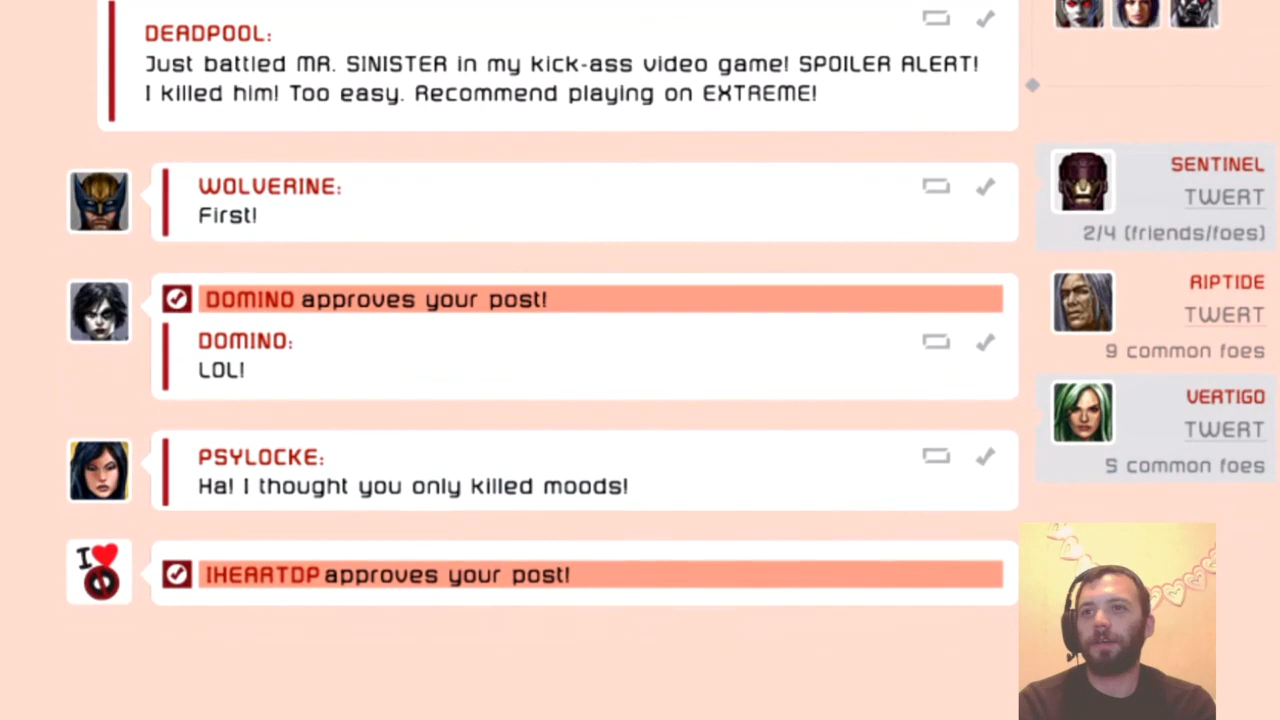 DEADPOOL:
Just battled MR. SINISTER in my kick-ass video game! SPOILER ALERT!
I killed him! Too easy. Recommend playing on EXTREME!
WOLVERINE:
First!
DOMINO approves your post!
DOMINO:
LOL!
PSYLOCKE:
Ha! I thought you only killed moods!
I
IHEARTDP approves your post!
SENTINEL
TWERT
2/4 (friends/foes)
RIPTIDE
TWERT
9 common foes
VERTIGO
TWERT
5 common foes